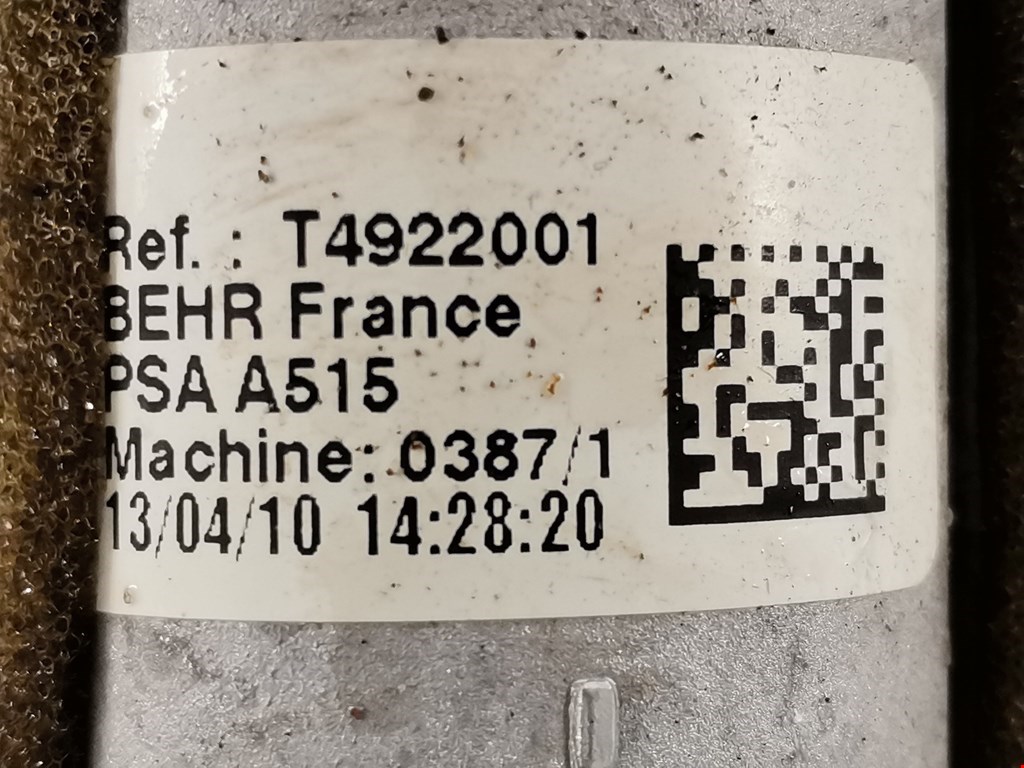 Ref. : T4922001
BEHR France
PSA A515
Machine: 0387/1
13/04/10 14:28:20